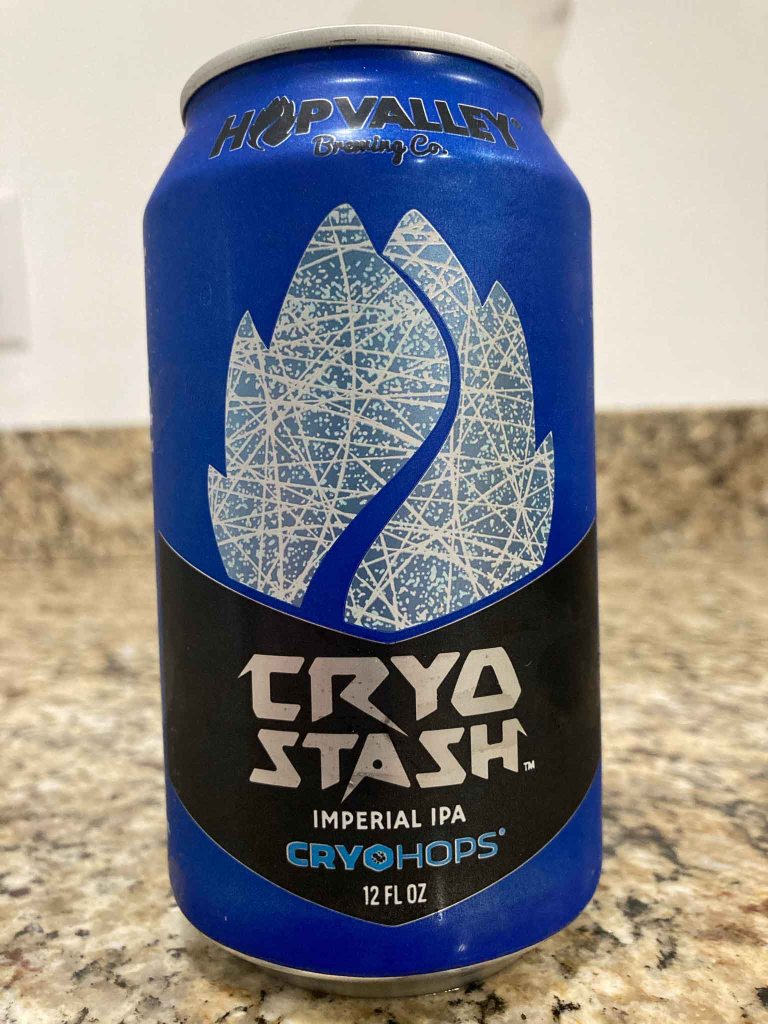 HOPVALLEY®
Brewing Co.
CRYO
STASH™
IMPERIAL IPA
CRYOHOPS®
12 FL OZ